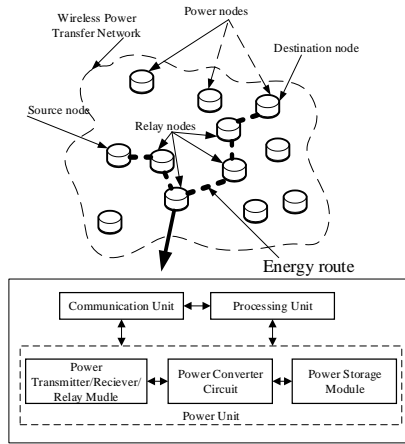 Wireless Power
Transfer Network
Power nodes
Destination node
Source node
Relay nodes
Energy route
Communication Unit
Processing Unit
Power
Transmitter/Reciever/
Relay Mudle
Power Converter
Circuit
Power Storage
Module
Power Unit